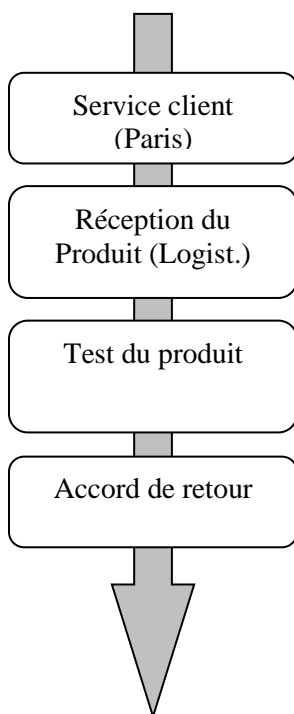 Service client
(Paris)
Réception du
Produit (Logist.)
Test du produit
Accord de retour